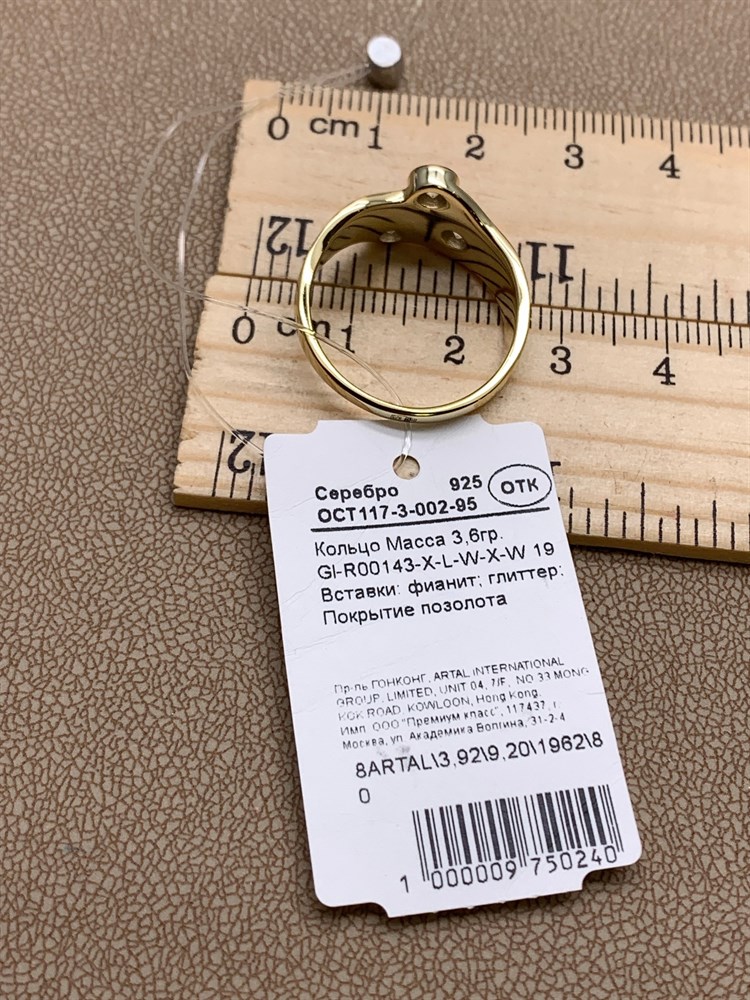 0 cm 1 2 3 4
12 11
0 cm 1 2 3 4
12
Серебро 925 ОТК
ОСТ117-3-002-95
Кольцо Масса 3,6гр.
GI-R00143-X-L-W-X-W 19
Вставки: фианит; глиттер:
Покрытие позолота
Пр-ль ГОНКОНГ, ARTAL INTERNATIONAL
GROUP, LIMITED, UNIT 04, 7/F, NO 33 MONG
KOK ROAD, KOWLOON, Hong Kong.
Имп. ООО "Премиум класс", 117437, г.
Москва, ул. Академика Волгина, 31-2-4
8ARTAL\3,92\9,20\1962\8
0
1 000009 750240